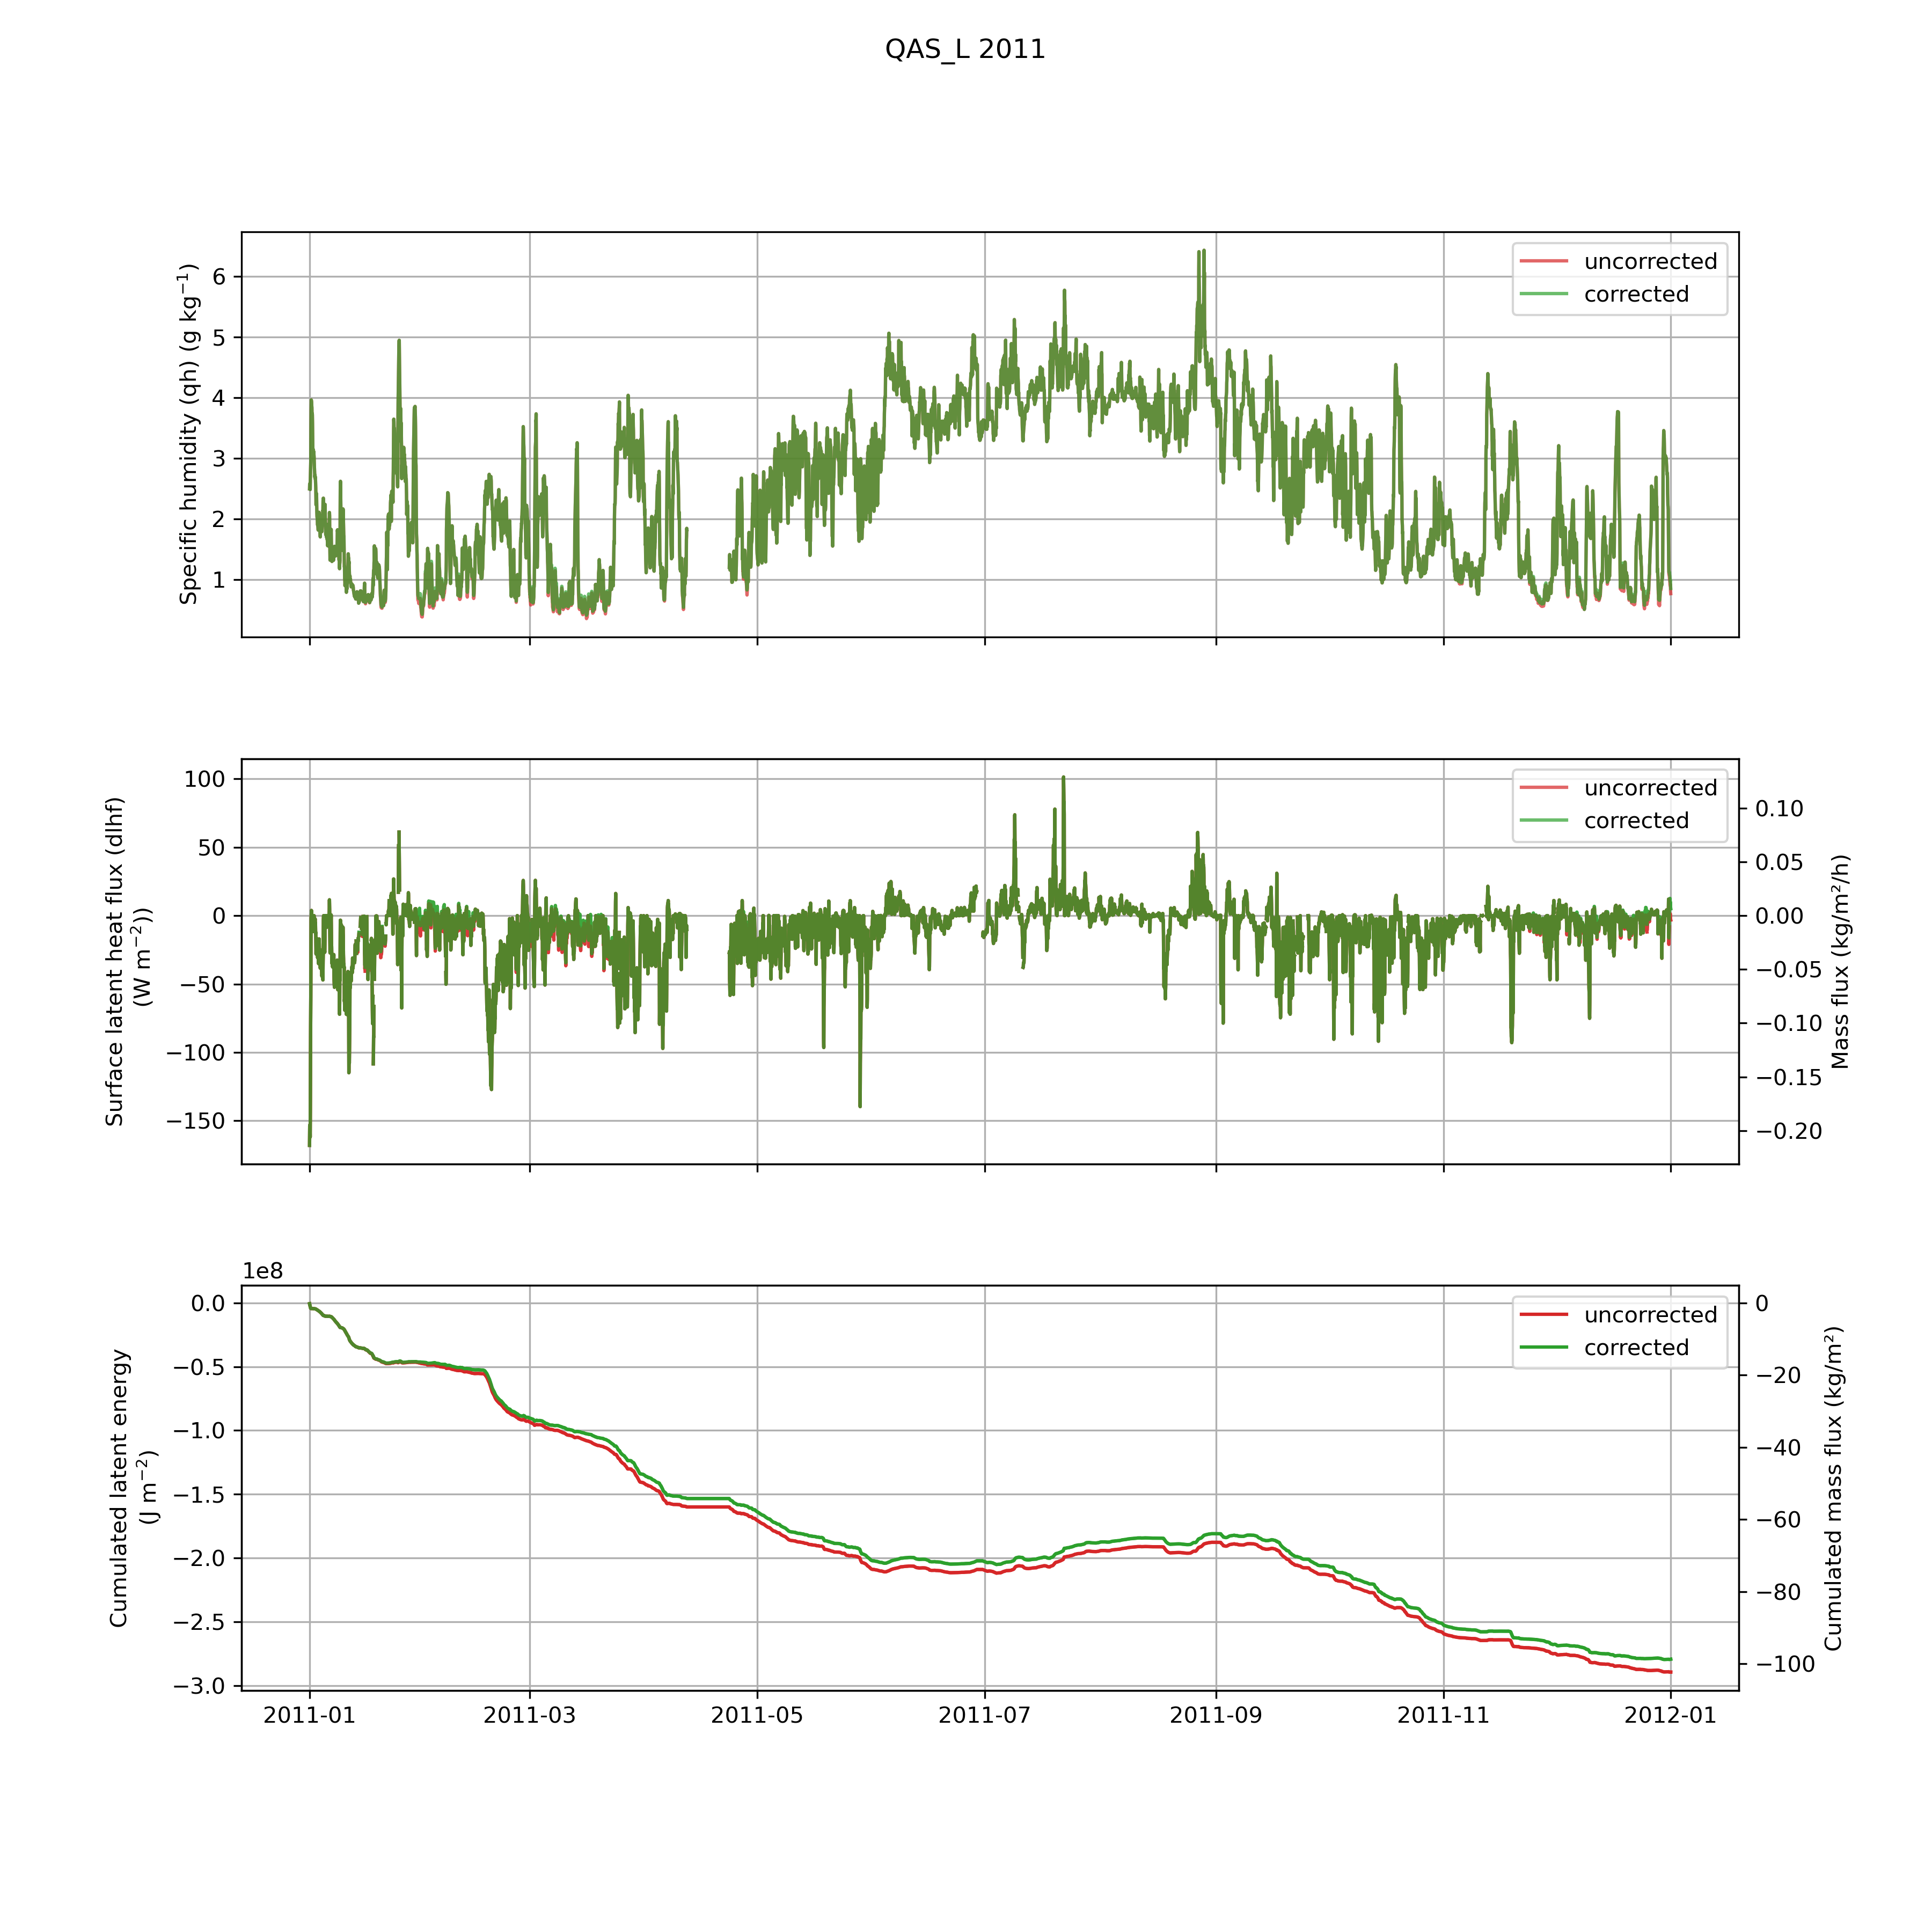 QAS_L 2011
Specific humidity (qh) (g kg⁻¹)
6
5
4
3
2
1
uncorrected
corrected
Surface latent heat flux (dlhf)
(W m⁻²))
100
50
0
−50
−100
−150
uncorrected
corrected
0.10
0.05
0.00
−0.05
−0.10
−0.15
−0.20
Mass flux (kg/m²/h)
1e8
Cumulated latent energy
(J m⁻²)
0.0
−0.5
−1.0
−1.5
−2.0
−2.5
−3.0
uncorrected
corrected
0
−20
−40
−60
−80
−100
Cumulated mass flux (kg/m²)
2011-01
2011-03
2011-05
2011-07
2011-09
2011-11
2012-01